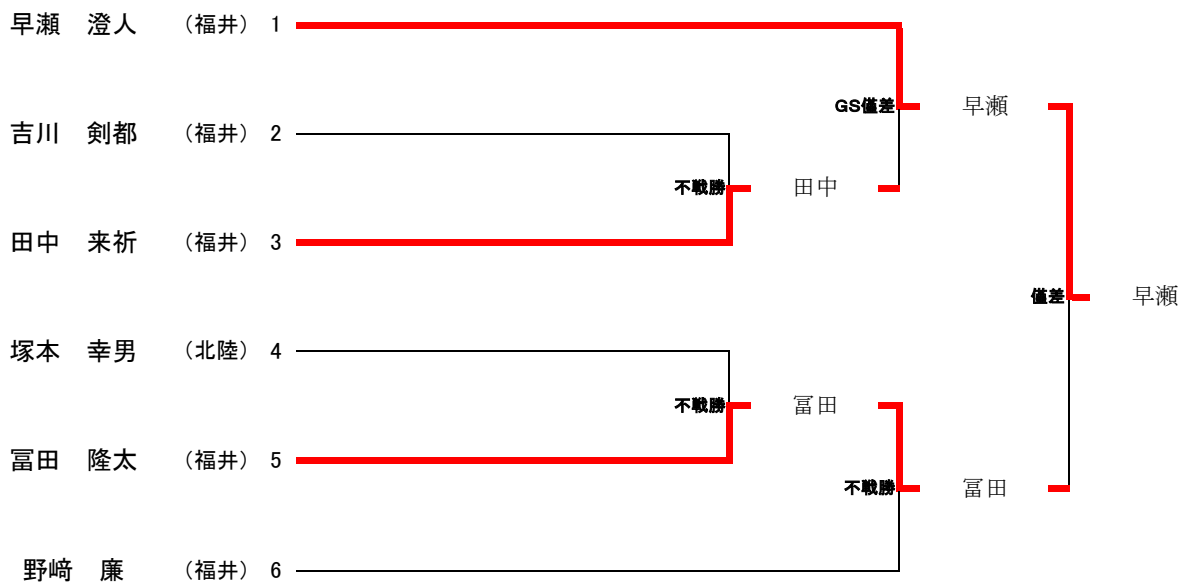 早瀬　澄人　（福井）　1
GS僅差　早瀬
吉川　剣都　（福井）　2
不戦勝　田中
田中　来祈　（福井）　3
僅差　早瀬
塚本　幸男　（北陸）　4
不戦勝　冨田
冨田　隆太　（福井）　5
不戦勝　冨田
野﨑　廉　（福井）　6